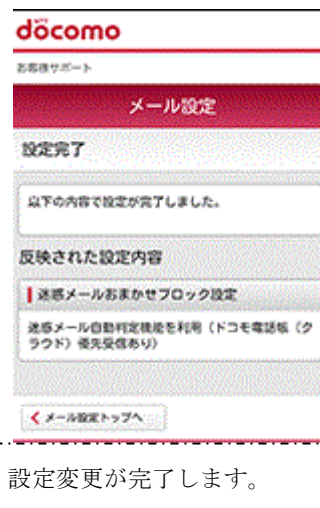 döcomo
お客様サポート
メール設定
設定完了
以下の内容で設定が完了しました。
反映された設定内容
迷惑メールおまかせブロック設定
迷惑メール自動判定機能を利用（ドコモ電話帳（ク
ラウド）優先受信あり）
メール設定トップへ
設定変更が完了します。